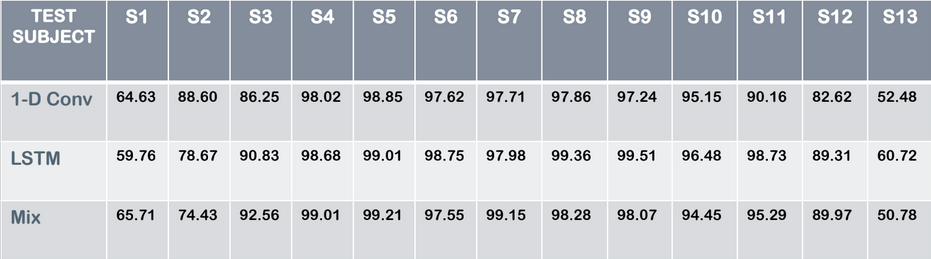 TEST SUBJECT S1 S2 S3 S4 S5 S6 S7 S8 S9 S10 S11 S12 S13
1-D Conv 64.63 88.60 86.25 98.02 98.85 97.62 97.71 97.86 97.24 95.15 90.16 82.62 52.48
LSTM 59.76 78.67 90.83 98.68 99.01 98.75 97.98 99.36 99.51 96.48 98.73 89.31 60.72
Mix 65.71 74.43 92.56 99.01 99.21 97.55 99.15 98.28 98.07 94.45 95.29 89.97 50.78